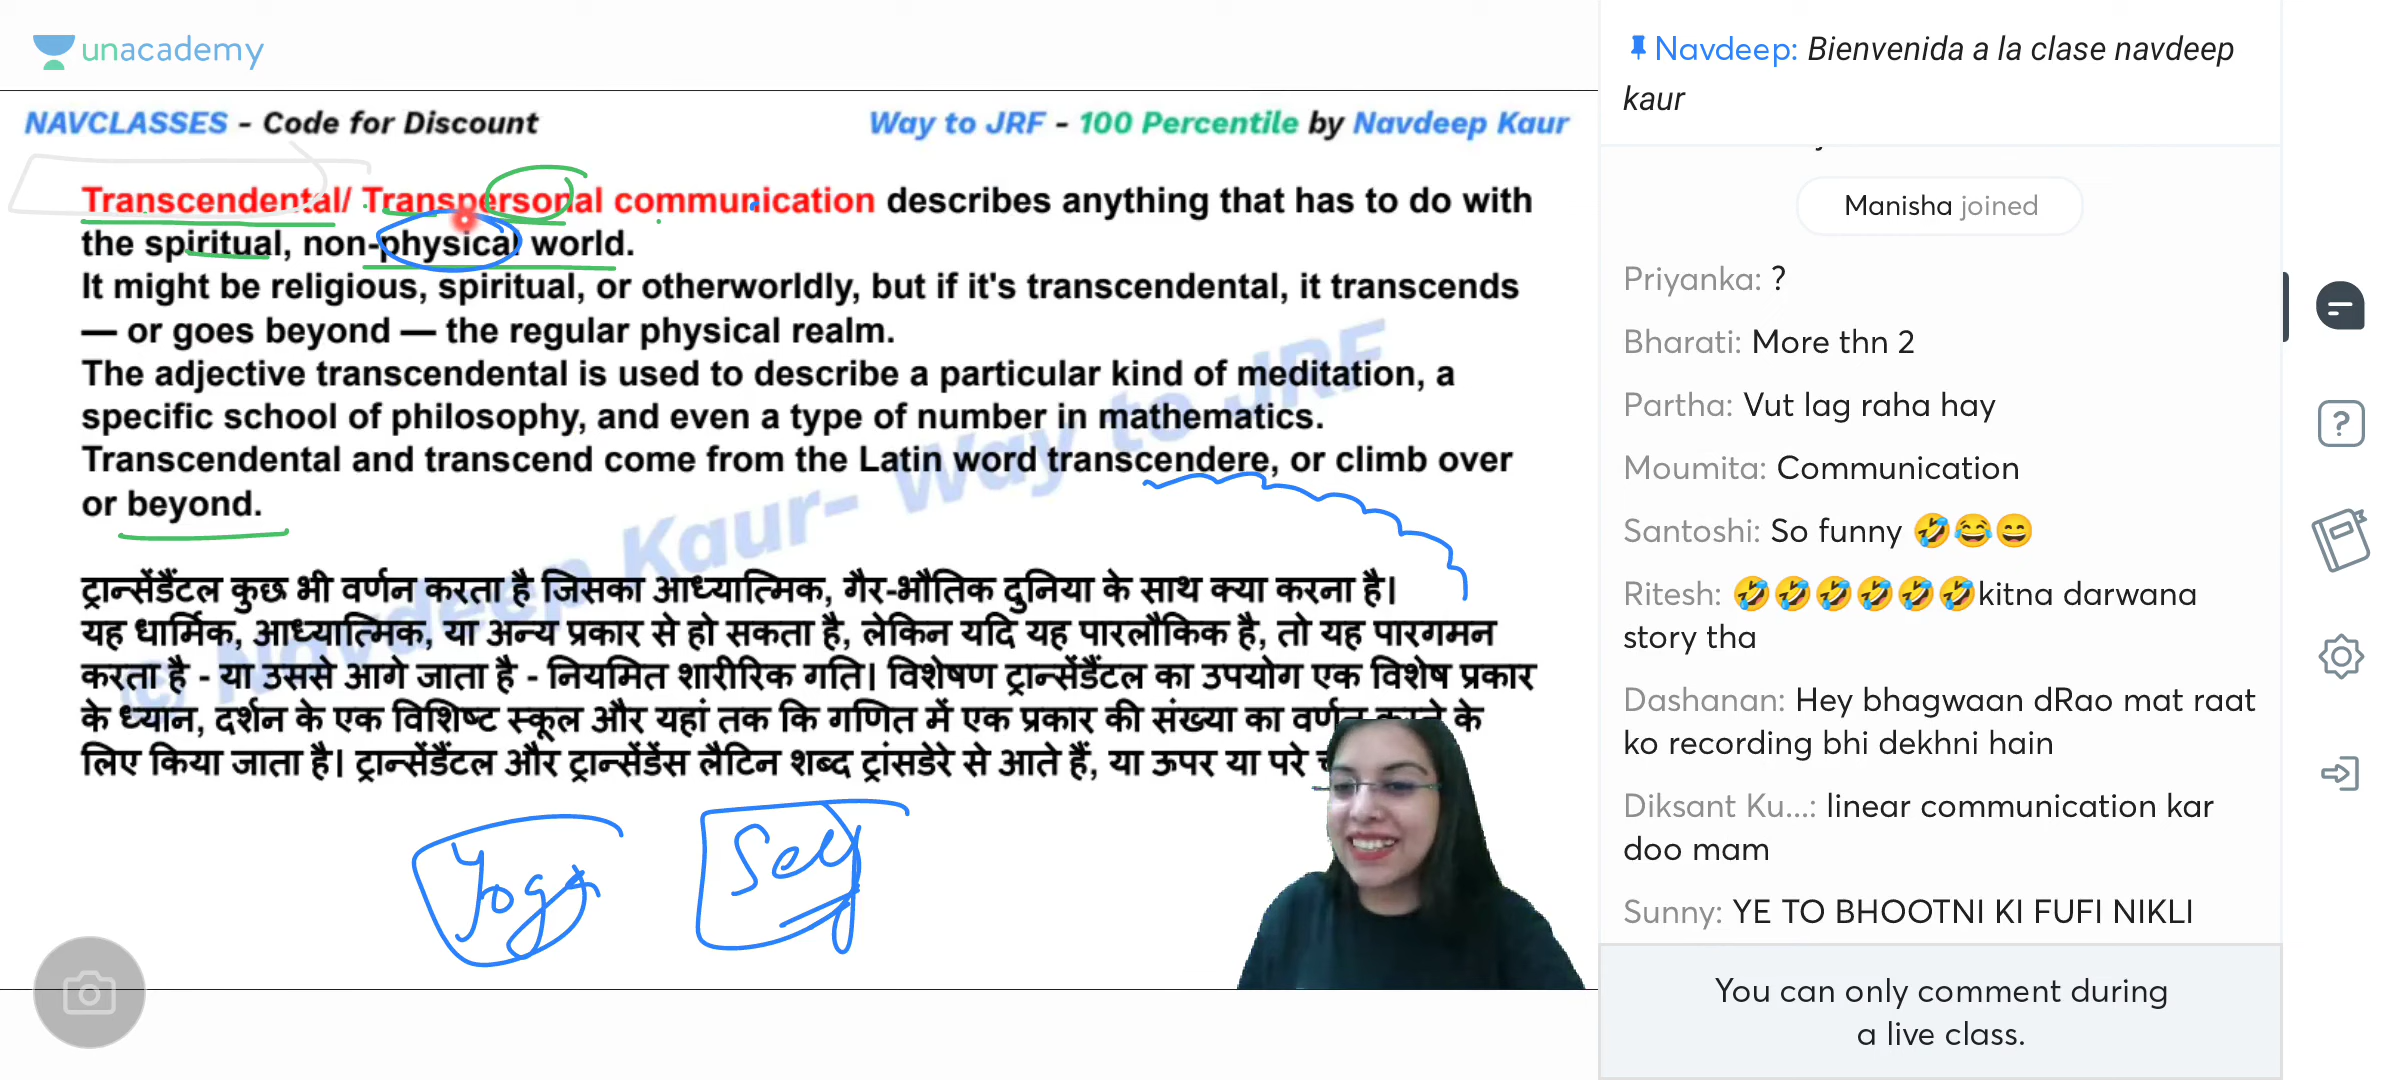 unacademy
NAVCLASSES - Code for Discount
Way to JRF - 100 Percentile by Navdeep Kaur
Transcendental/ Transpersonal communication describes anything that has to do with
the spiritual, non-physical world.
It might be religious, spiritual, or otherworldly, but if it's transcendental, it transcends
— or goes beyond — the regular physical realm.
The adjective transcendental is used to describe a particular kind of meditation, a
specific school of philosophy, and even a type of number in mathematics.
Transcendental and transcend come from the Latin word transcendere, or climb over
or beyond.
ट्रान्सेंडैंटल कुछ भी वर्णन करता है जिसका आध्यात्मिक, गैर-भौतिक दुनिया के साथ क्या करना है।
यह धार्मिक, आध्यात्मिक, या अन्य प्रकार से हो सकता है, लेकिन यदि यह पारलौकिक है, तो यह पारगमन
करता है - या उससे आगे जाता है - नियमित शारीरिक गति। विशेषण ट्रान्सेंडैंटल का उपयोग एक विशेष प्रकार
के ध्यान, दर्शन के एक विशिष्ट स्कूल और यहां तक कि गणित में एक प्रकार की संख्या का वर्णन करने के
लिए किया जाता है। ट्रान्सेंडैंटल और ट्रान्सेंडेंस लैटिन शब्द ट्रांसडेरे से आते हैं, या ऊपर या परे
© Navdeep Kaur- Way to JRF
Yoga
Self
Navdeep: Bienvenida a la clase navdeep
kaur
Manisha joined
Priyanka: ?
Bharati: More thn 2
Partha: Vut lag raha hay
Moumita: Communication
Santoshi: So funny 🤣😂😄
Ritesh: 🤣🤣🤣🤣🤣🤣kitna darwana
story tha
Dashanan: Hey bhagwaan dRao mat raat
ko recording bhi dekhni hain
Diksant Ku...: linear communication kar
doo mam
Sunny: YE TO BHOOTNI KI FUFI NIKLI
You can only comment during
a live class.